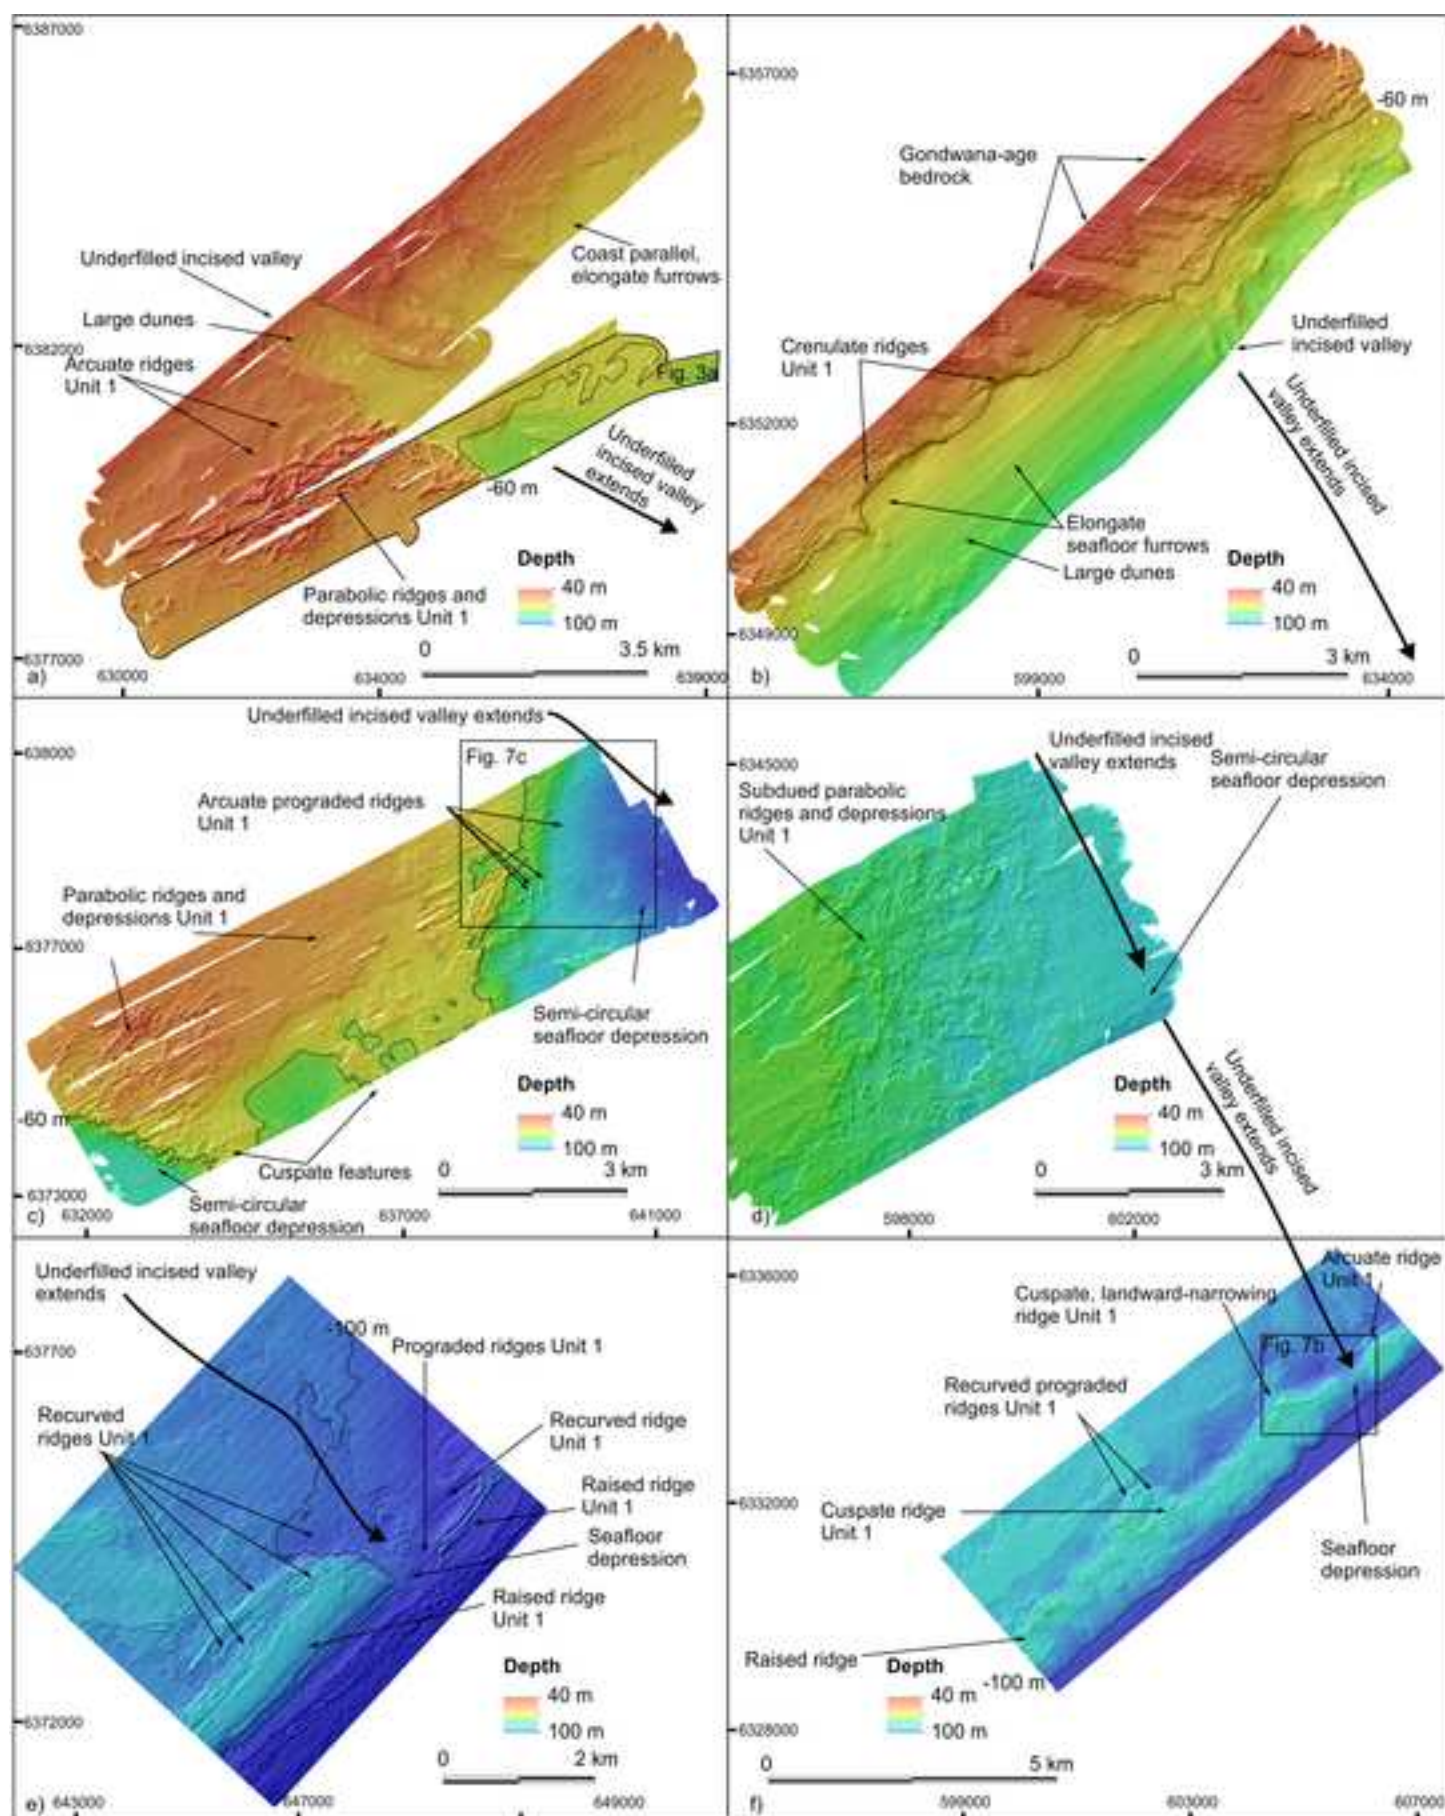 6387000
Underfilled incised valley
Large dunes
6382000
Arcuate ridges
Unit 1
Coast parallel,
elongate furrows
Fig. 3a
Underfilled
incised valley
extends
-60 m
Parabolic ridges and
depressions Unit 1
Depth
40 m
100 m
0
3.5 km
6377000
a)
630000
634000
639000
6357000
-60 m
Gondwana-age
bedrock
Underfilled
incised valley
Crenulate ridges
Unit 1
Underfilled incised
valley extends
6352000
Elongate
seafloor furrows
Large dunes
Depth
40 m
100 m
6349000
0
3 km
b)
599000
634000
Underfilled incised valley extends
638000
Fig. 7c
Arcuate prograded ridges
Unit 1
Parabolic ridges and
depressions Unit 1
6377000
Semi-circular
seafloor depression
Depth
40 m
100 m
-60 m
Cuspate features
0
3 km
6373000
Semi-circular
seafloor depression
c)
632000
637000
641000
Underfilled incised
valley extends
Semi-circular
seafloor depression
6345000
Subdued parabolic
ridges and depressions
Unit 1
Underfilled incised
valley extends
Depth
40 m
100 m
0
3 km
d)
598000
602000
Underfilled incised valley
extends
-100 m
637700
Prograded ridges Unit 1
Recurved
ridges Unit 1
Recurved ridge
Unit 1
Raised ridge
Unit 1
Seafloor
depression
Raised ridge
Unit 1
Depth
40 m
100 m
6372000
0
2 km
e)
643000
647000
649000
Arcuate ridge
Unit 1
6336000
Cuspate, landward-narrowing
ridge Unit 1
Fig. 7b
Recurved prograded
ridges Unit 1
6332000
Cuspate ridge
Unit 1
Seafloor
depression
Raised ridge
Depth
-100 m
40 m
100 m
6328000
0
5 km
f)
599000
603000
607000